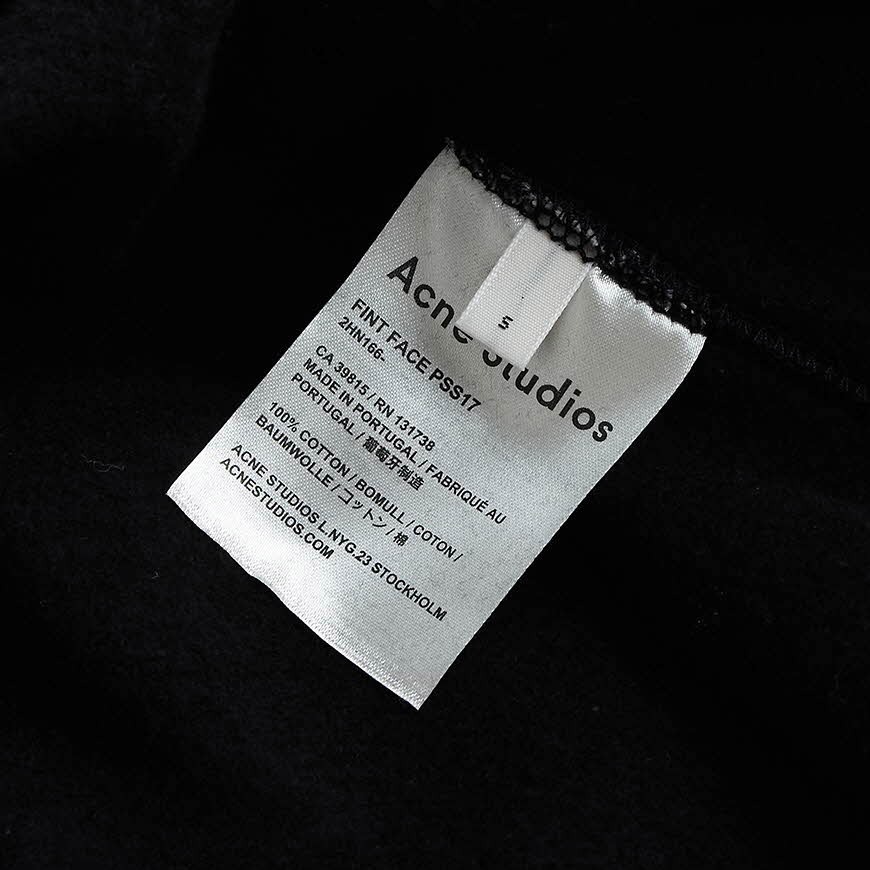 Acne Studios
S
FINT FACE PSS17
2HN166-
CA 39815 / RN 131738
MADE IN PORTUGAL / FABRIQUÉ AU
PORTUGAL / 葡萄牙制造
100% COTTON / BOMULL / COTON /
BAUMWOLLE / コットン / 棉
ACNE STUDIOS L.NYG.23 STOCKHOLM
ACNESTUDIOS.COM